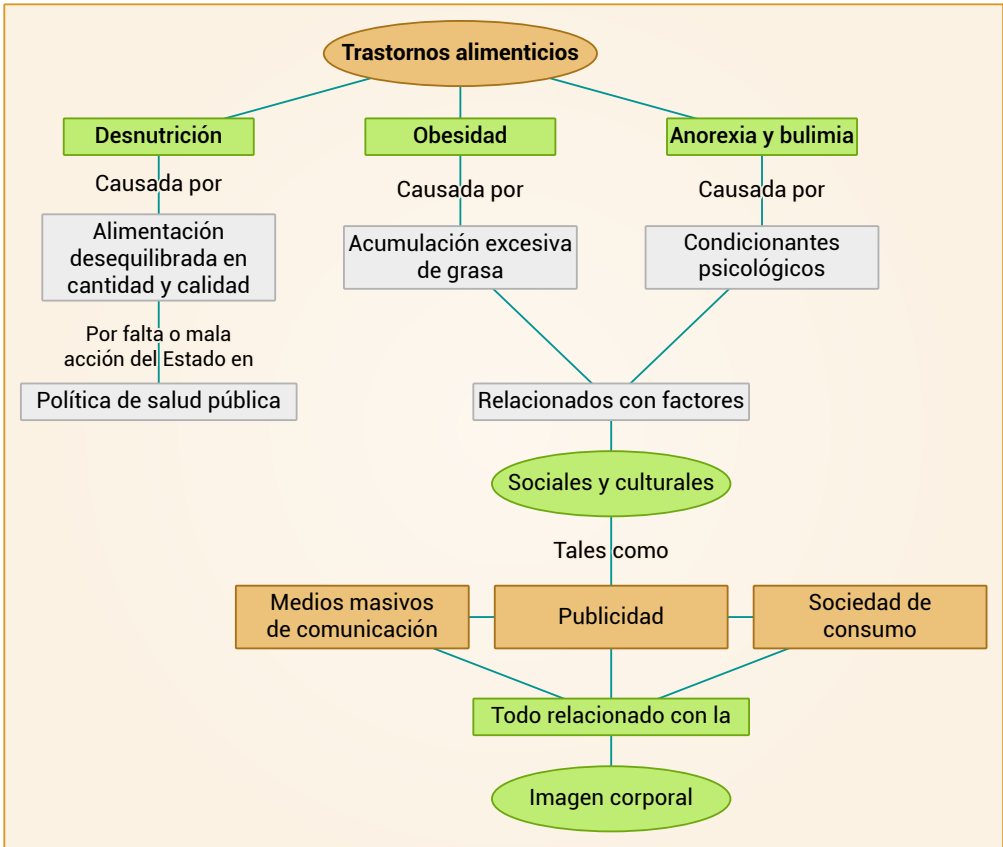 Trastornos alimenticios
Desnutrición
Obesidad
Anorexia y bulimia
Causada por
Causada por
Causada por
Alimentación
desequilibrada en
cantidad y calidad
Acumulación excesiva
de grasa
Condicionantes
psicológicos
Por falta o mala
acción del Estado en
Política de salud pública
Relacionados con factores
Sociales y culturales
Tales como
Medios masivos
de comunicación
Publicidad
Sociedad de
consumo
Todo relacionado con la
Imagen corporal